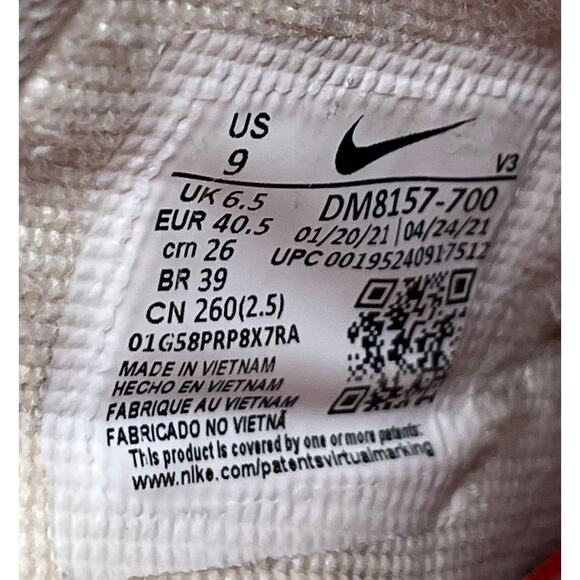 US
9
V3
UK 6.5
DM8157-700
EUR 40.5
01/20/21 | 04/24/21
cm 26
UPC 00195240917512
BR 39
CN 260(2.5)
01G58PRP8X7RA
MADE IN VIETNAM
HECHO EN VIETNAM
FABRIQUE AU VIETNAM
FABRICADO NO VIETNÃ
This product is covered by one or more patents:
www.nike.com/patentsvirtualmarking